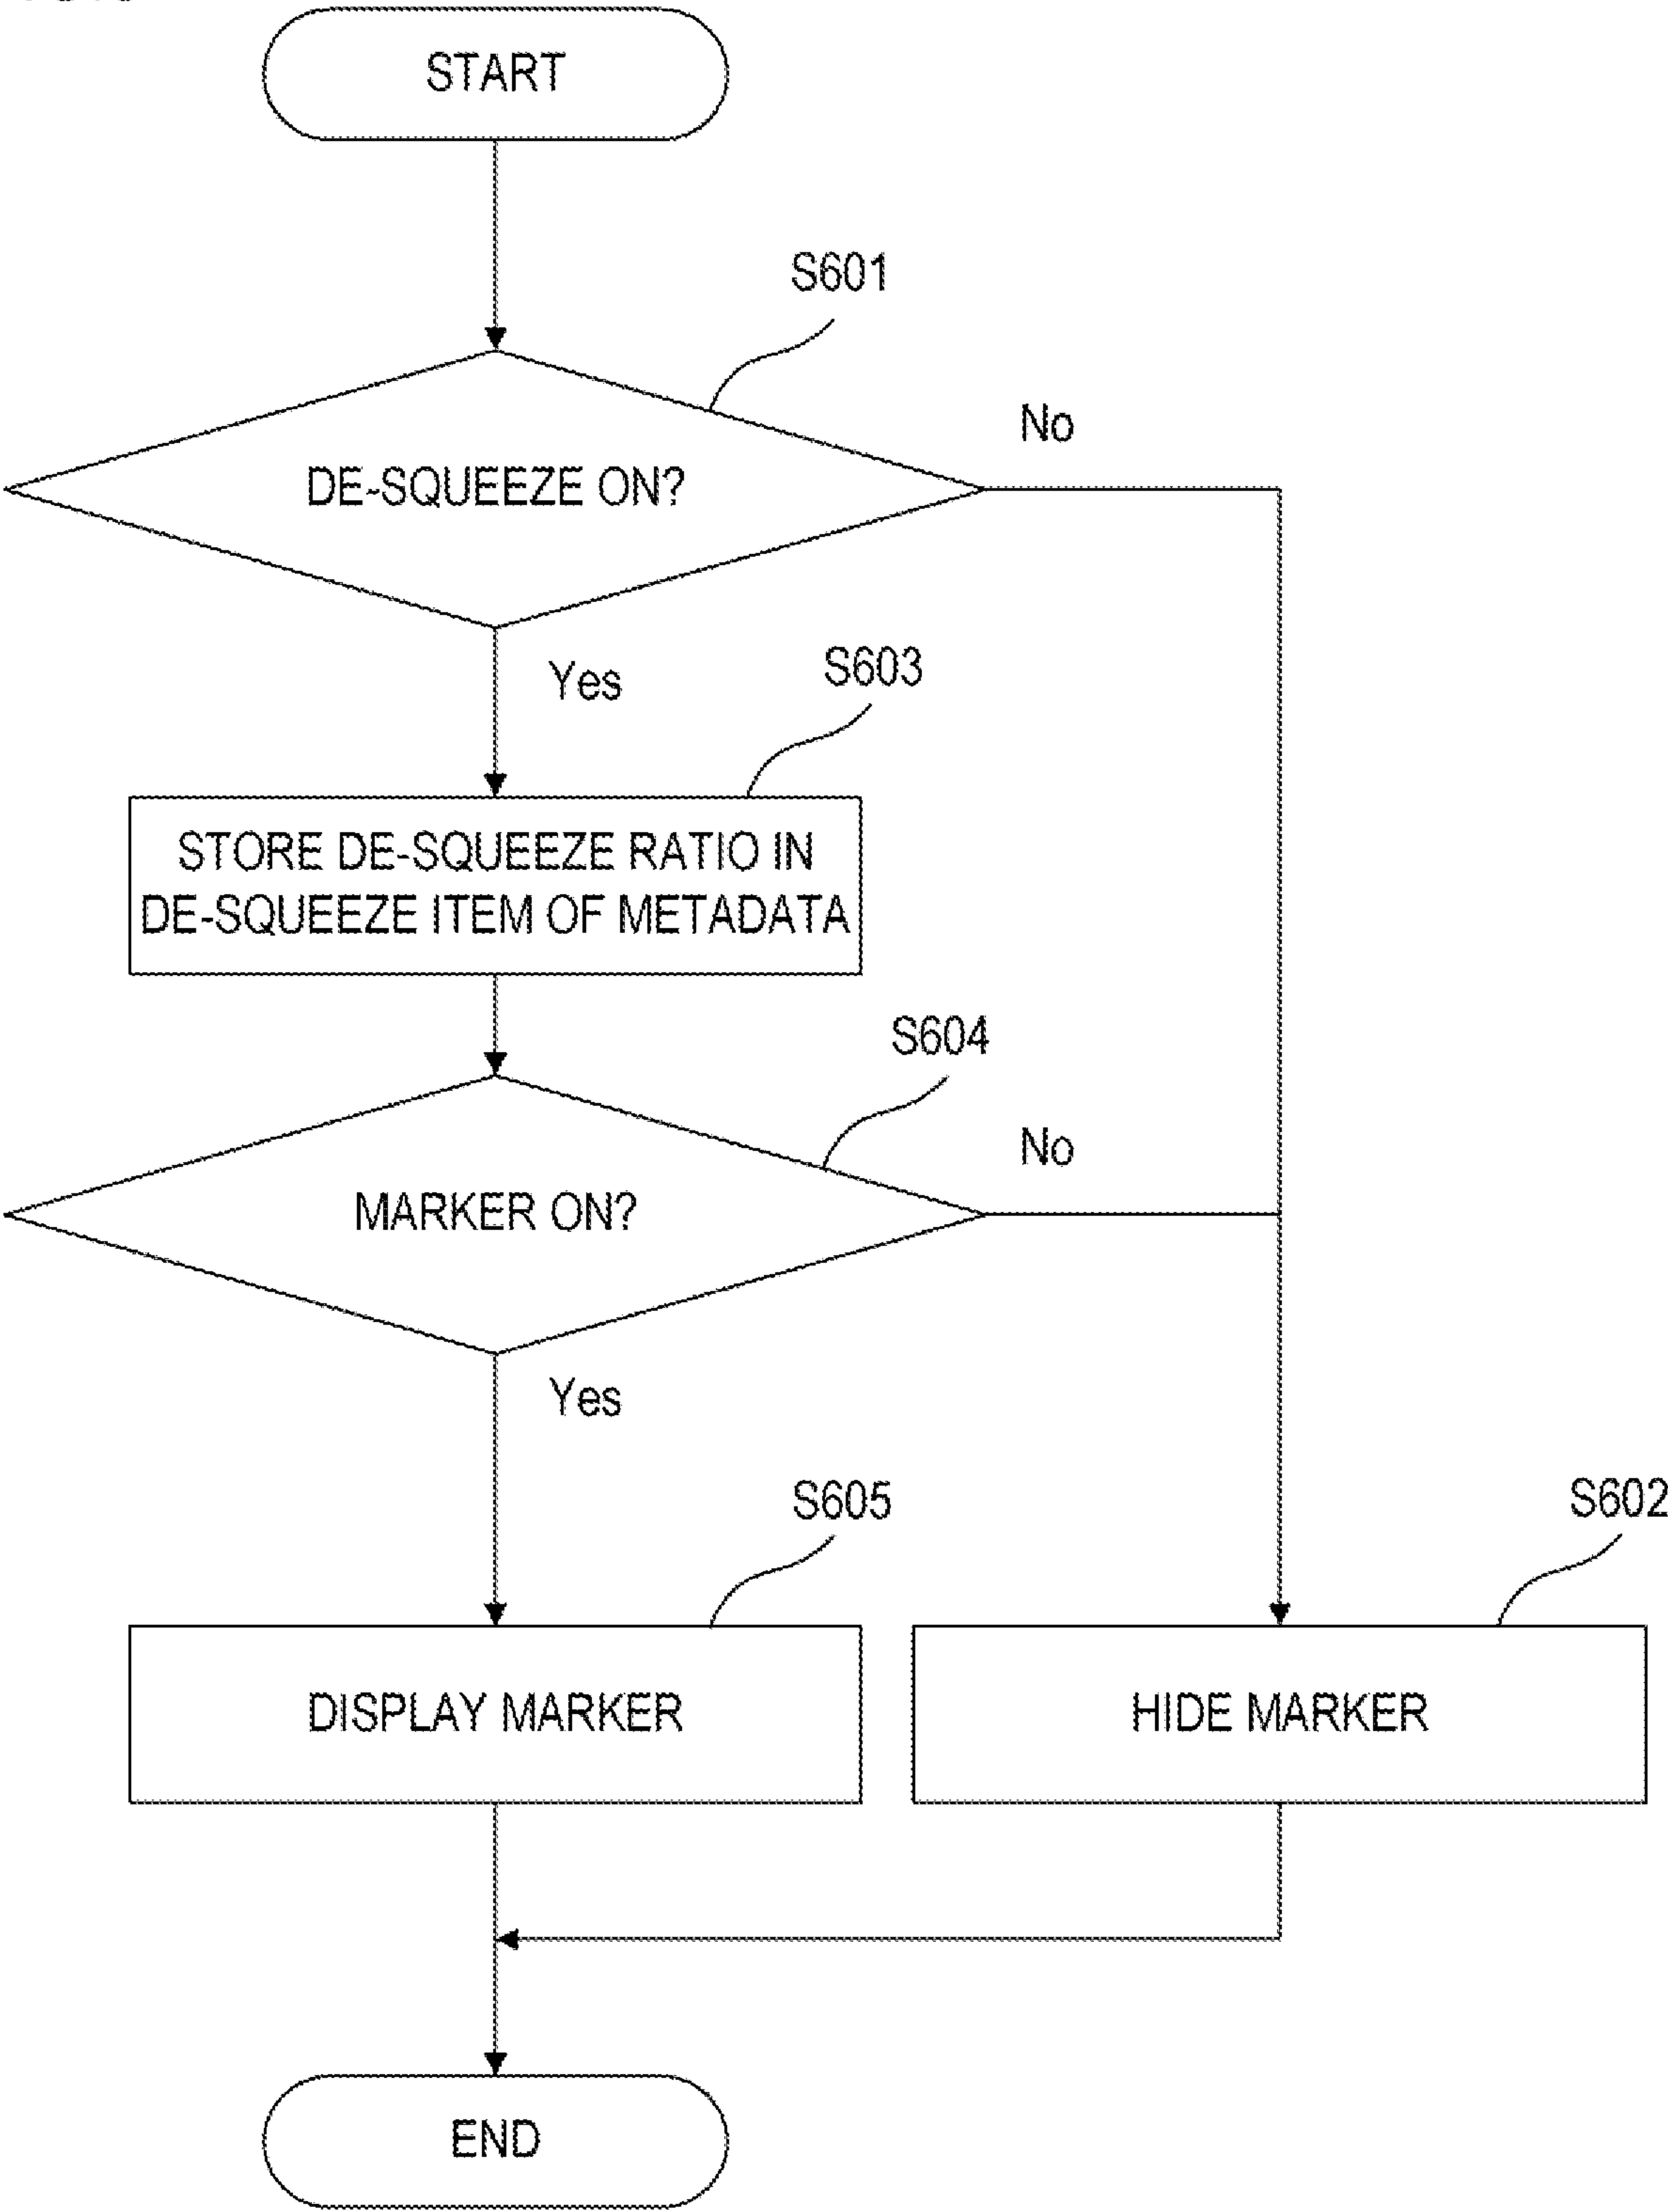 START
S601
No
DE-SQUEEZE ON?
Yes
S603
STORE DE-SQUEEZE RATIO IN
DE-SQUEEZE ITEM OF METADATA
S604
No
MARKER ON?
Yes
S605
S602
DISPLAY MARKER
HIDE MARKER
END